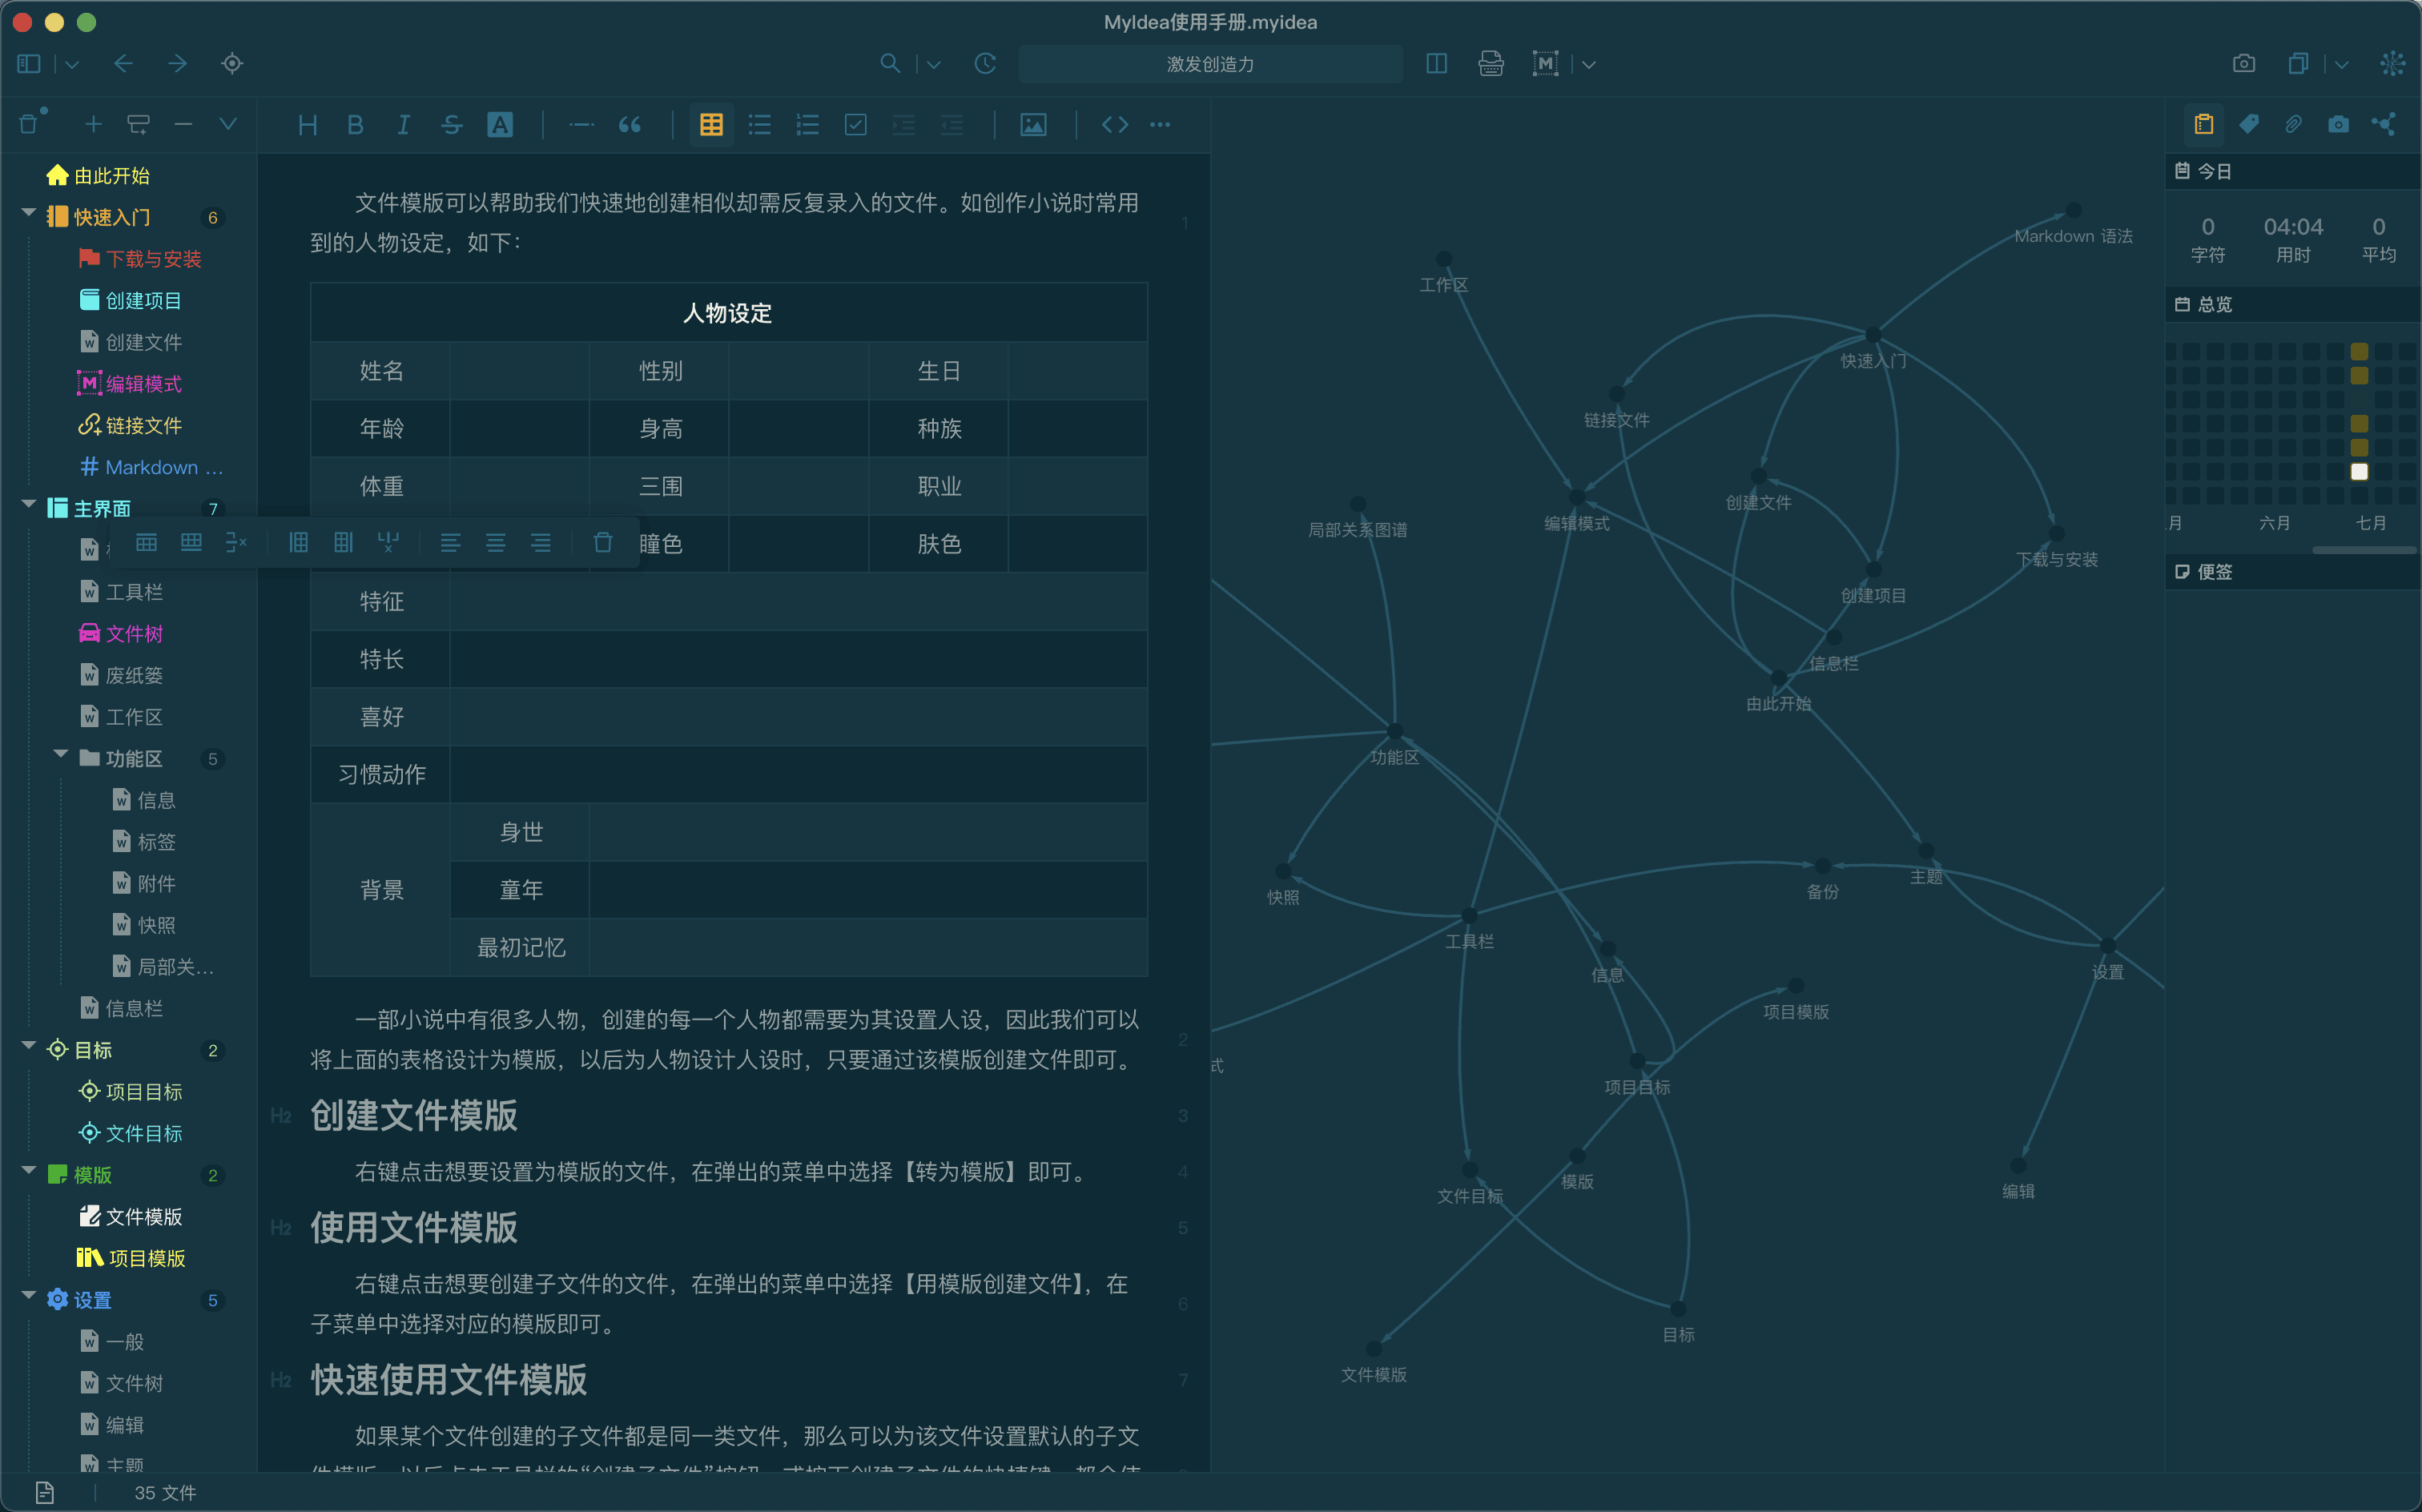 MyIdea使用手册.myidea
激发创造力
由此开始
快速入门 6
下载与安装
创建项目
创建文件
编辑模式
链接文件
Markdown ...
主界面 7
工具栏
文件树
废纸篓
工作区
功能区 5
信息
标签
附件
快照
局部关...
信息栏
目标 2
项目目标
文件目标
模版 2
文件模版
项目模版
设置 5
一般
文件树
编辑
主题
35 文件
文件模版可以帮助我们快速地创建相似却需反复录入的文件。如创作小说时常用
到的人物设定，如下：
1
人物设定
姓名 性别 生日
年龄 身高 种族
体重 三围 职业
瞳色 肤色
特征
特长
喜好
习惯动作
背景
身世
童年
最初记忆
一部小说中有很多人物，创建的每一个人物都需要为其设置人设，因此我们可以
将上面的表格设计为模版，以后为人物设计人设时，只要通过该模版创建文件即可。
2
H2 创建文件模版 3
右键点击想要设置为模版的文件，在弹出的菜单中选择【转为模版】即可。 4
H2 使用文件模版 5
右键点击想要创建子文件的文件，在弹出的菜单中选择【用模版创建文件】，在
子菜单中选择对应的模版即可。
6
H2 快速使用文件模版 7
如果某个文件创建的子文件都是同一类文件，那么可以为该文件设置默认的子文
Markdown 语法
工作区
快速入门
链接文件
创建文件
编辑模式
局部关系图谱
下载与安装
创建项目
信息栏
由此开始
功能区
快照
备份
主题
工具栏
信息
设置
项目模版
式
项目目标
模版
文件目标
编辑
目标
文件模版
今日
0 04:04 0
字符 用时 平均
总览
月 六月 七月
便签